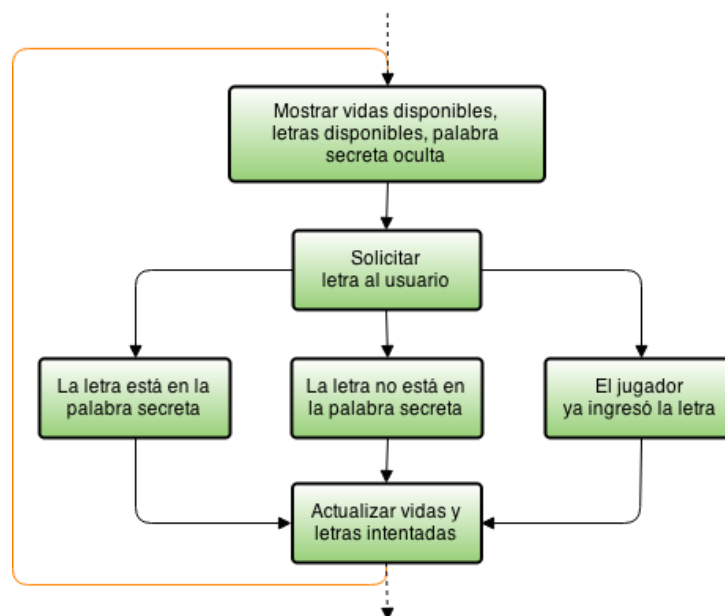 Mostrar vidas disponibles,
letras disponibles, palabra
secreta oculta
Solicitar
letra al usuario
La letra está en la
palabra secreta
La letra no está en
la palabra secreta
El jugador
ya ingresó la letra
Actualizar vidas y
letras intentadas